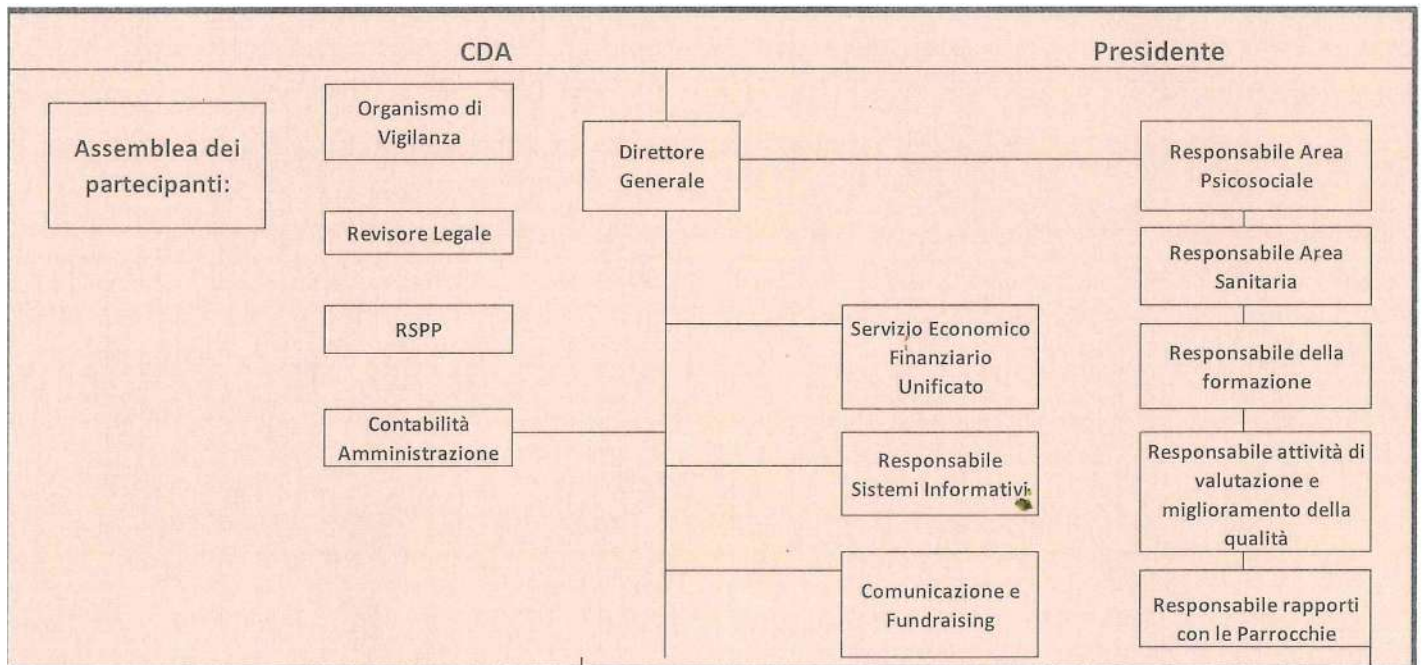 CDA
Presidente
Assemblea dei
partecipanti:
Organismo di
Vigilanza
Revisore Legale
RSPP
Contabilità
Amministrazione
Direttore
Generale
Servizio Economico
Finanziario
Unificato
Responsabile
Sistemi Informativi
Comunicazione e
Fundraising
Responsabile Area
Psicosociale
Responsabile Area
Sanitaria
Responsabile della
formazione
Responsabile attività di
valutazione e
miglioramento della
qualità
Responsabile rapporti
con le Parrocchie